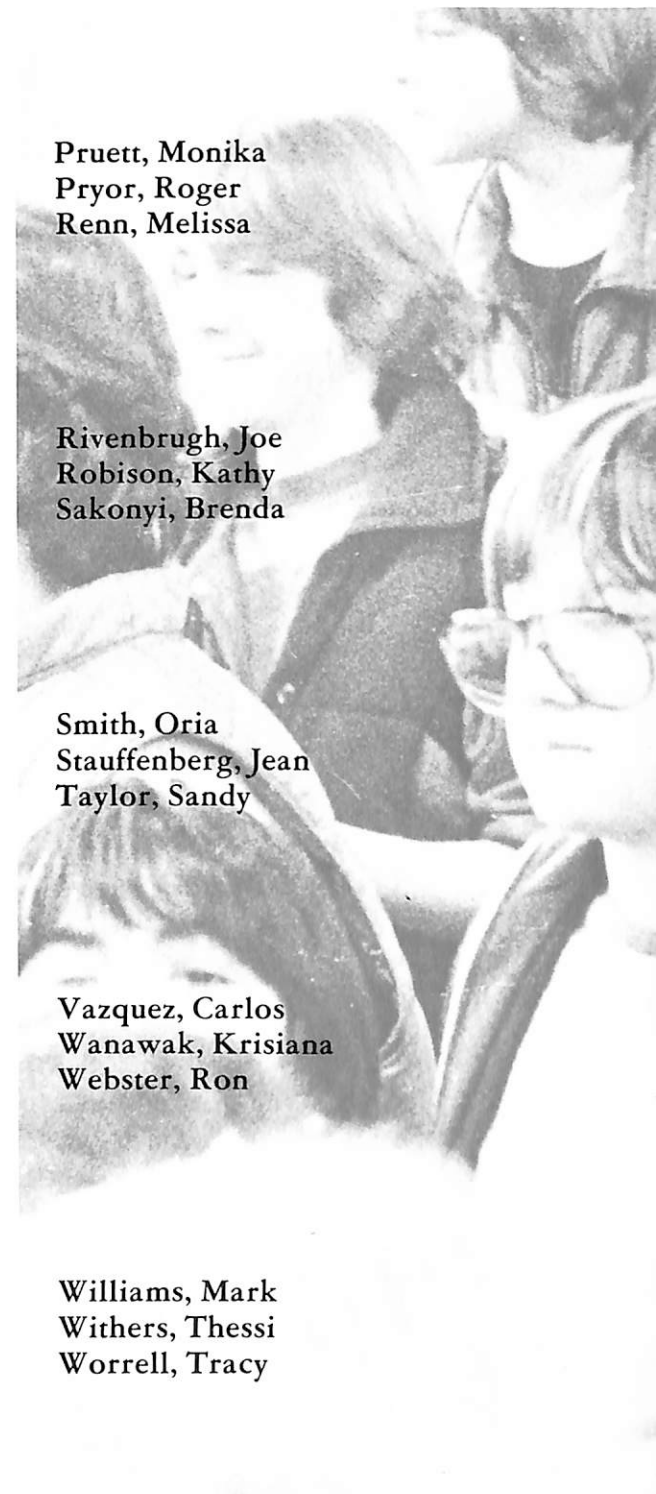 Pruett, Monika
Pryor, Roger
Renn, Melissa
Rivenbrugh, Joe
Robison, Kathy
Sakonyi, Brenda
Smith, Oria
Stauffenberg, Jean
Taylor, Sandy
Vazquez, Carlos
Wanawak, Krisiana
Webster, Ron
Williams, Mark
Withers, Thessi
Worrell, Tracy